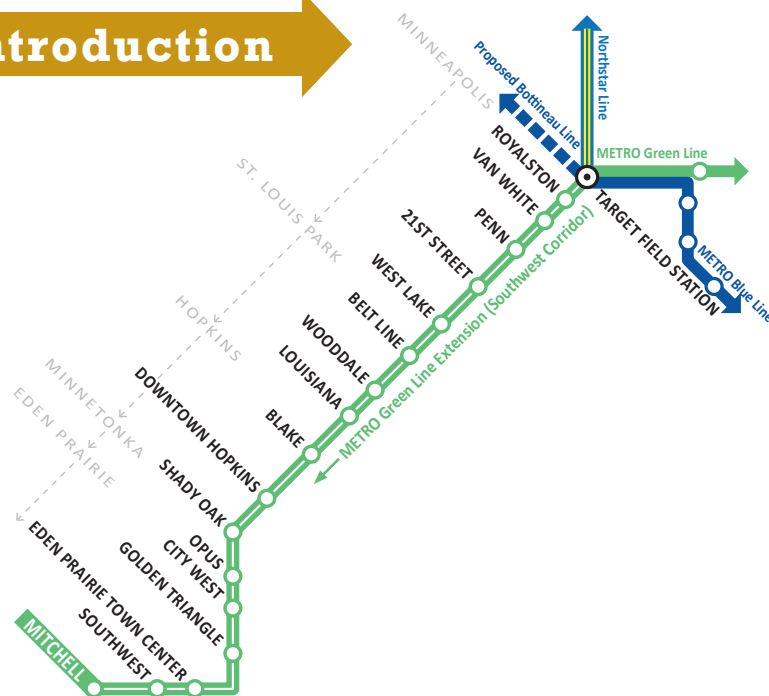 ntroduction
MINNEAPOLIS
ST. LOUIS PARK
HOPKINS
MINNETONKA
EDEN PRAIRIE
Northstar Line
Proposed Bottineau Line
METRO Green Line
METRO Blue Line
TARGET FIELD STATION
ROYALSTON
VAN WHITE
PENN
21ST STREET
WEST LAKE
BELT LINE
WOODDALE
LOUISIANA
BLAKE
DOWNTOWN HOPKINS
SHADY OAK
OPUS
CITY WEST
GOLDEN TRIANGLE
EDEN PRAIRIE TOWN CENTER
SOUTHWEST
MITCHELL
METRO Green Line Extension (Southwest Corridor)